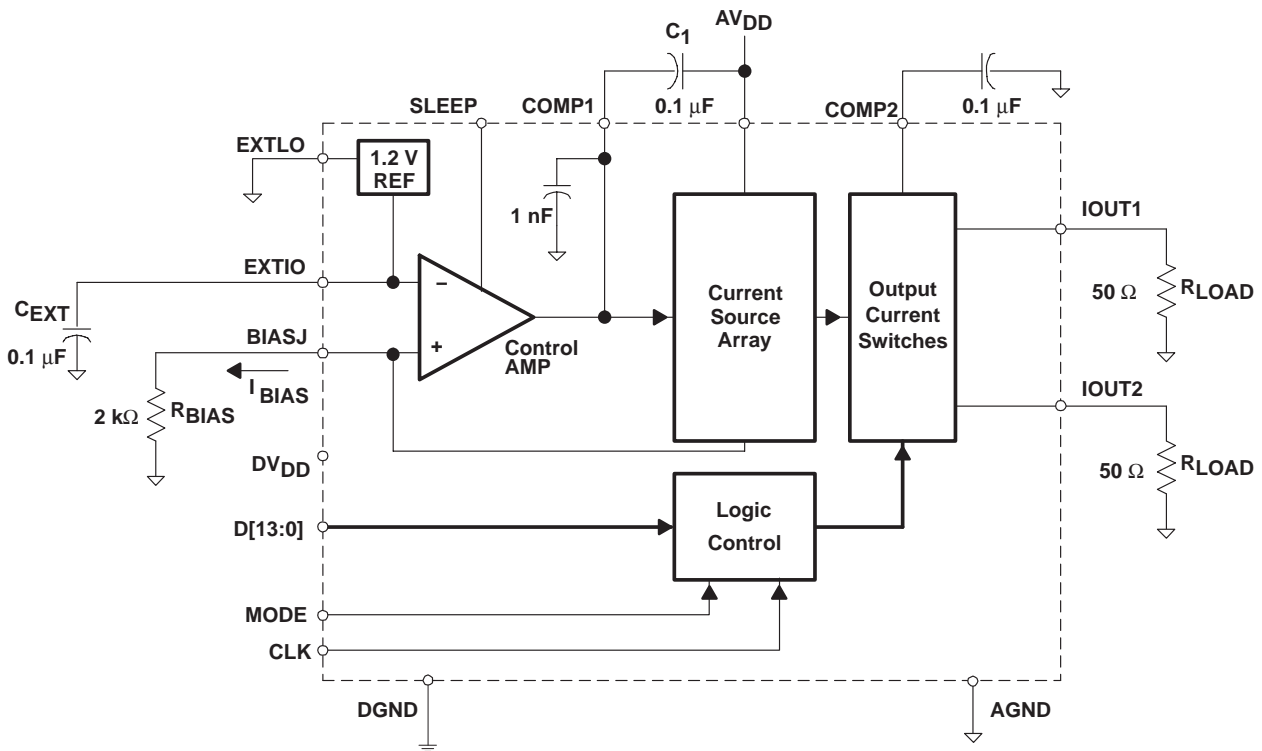 AVDD
C1
0.1 μF
0.1 μF
SLEEP
COMP1
COMP2
EXTLO
1.2 V
REF
1 nF
IOUT1
EXTIO
−
Current
Source
Array
Output
Current
Switches
50 Ω
RLOAD
CEXT
0.1 μF
BIASJ
+
Control
AMP
IBIAS
2 kΩ
RBIAS
IOUT2
DVDD
50 Ω
RLOAD
D[13:0]
Logic
Control
MODE
CLK
DGND
AGND